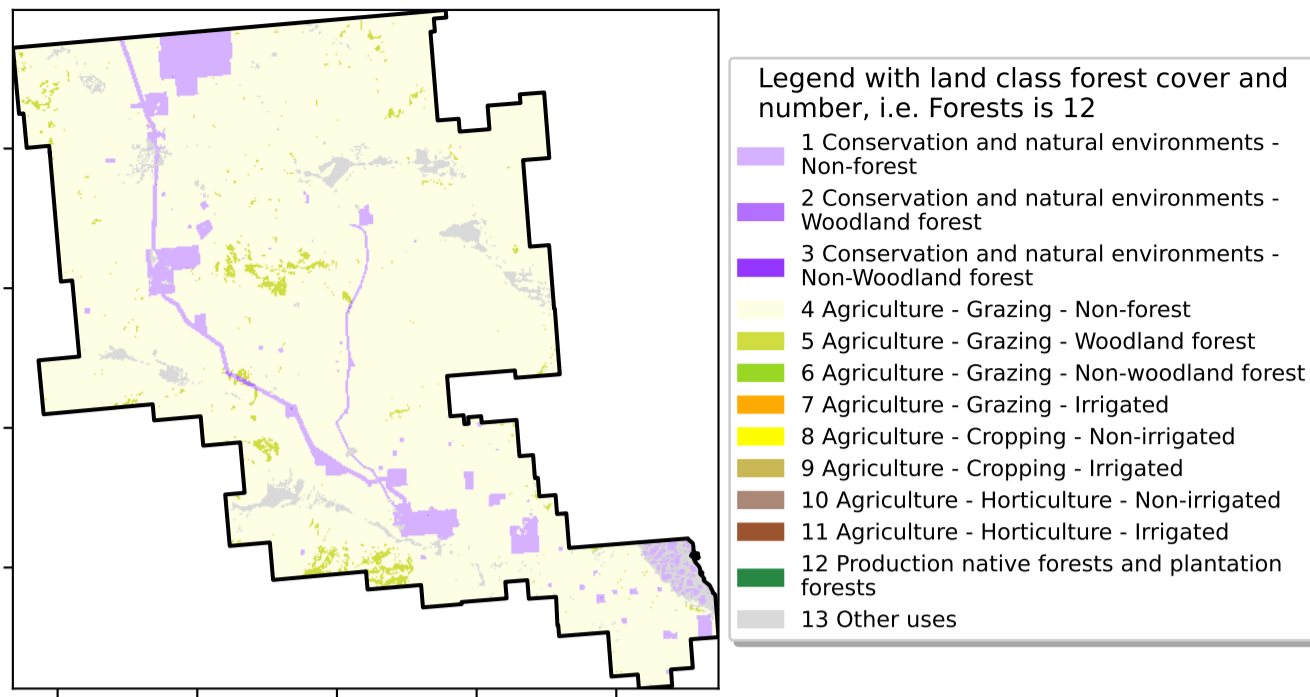 Legend with land class forest cover and
number, i.e. Forests is 12
1 Conservation and natural environments -
Non-forest
2 Conservation and natural environments -
Woodland forest
3 Conservation and natural environments -
Non-Woodland forest
4 Agriculture - Grazing - Non-forest
5 Agriculture - Grazing - Woodland forest
6 Agriculture - Grazing - Non-woodland forest
7 Agriculture - Grazing - Irrigated
8 Agriculture - Cropping - Non-irrigated
9 Agriculture - Cropping - Irrigated
10 Agriculture - Horticulture - Non-irrigated
11 Agriculture - Horticulture - Irrigated
12 Production native forests and plantation
forests
13 Other uses